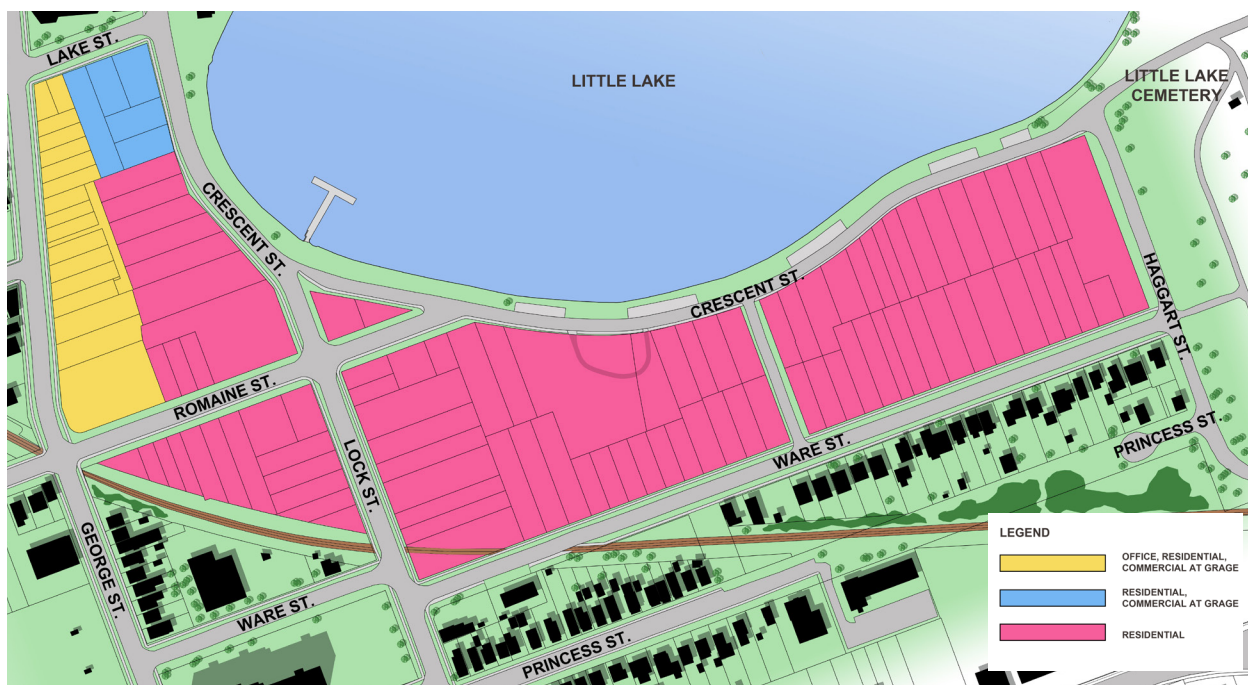 LAKE ST.
LITTLE LAKE
LITTLE LAKE
CEMETERY
CRESCENT ST.
CRESCENT ST.
HAGGART ST.
ROMAINE ST.
LOCK ST.
WARE ST.
PRINCESS ST.
GEORGE ST.
WARE ST.
PRINCESS ST.
LEGEND
OFFICE, RESIDENTIAL,
COMMERCIAL AT GRAGE
RESIDENTIAL,
COMMERCIAL AT GRAGE
RESIDENTIAL